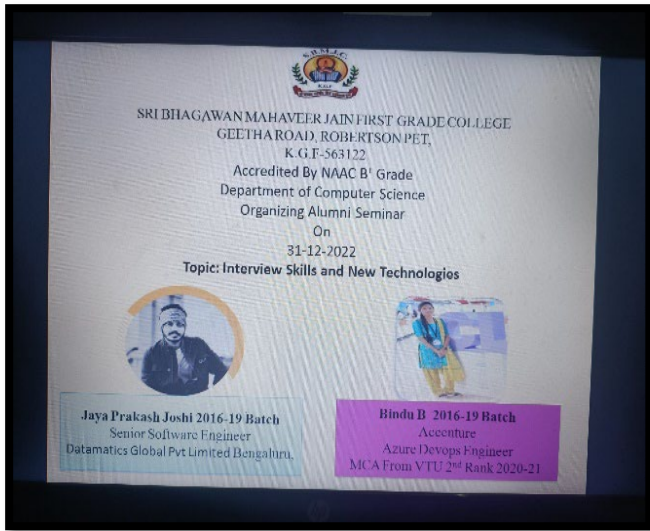 S.B.M.J.C.
K.G.F
SRI BHAGAWAN MAHAVEER JAIN FIRST GRADE COLLEGE
GEETHA ROAD, ROBERTSON PET,
K.G.F-563122
Accredited By NAAC B' Grade
Department of Computer Science
Organizing Alumni Seminar
On
31-12-2022
Topic: Interview Skills and New Technologies
Jaya Prakash Joshi 2016-19 Batch
Senior Software Engineer
Datamatics Global Pvt Limited Bengaluru.
Bindu B 2016-19 Batch
Accenture
Azure Devops Engineer
MCA From VTU 2nd Rank 2020-21